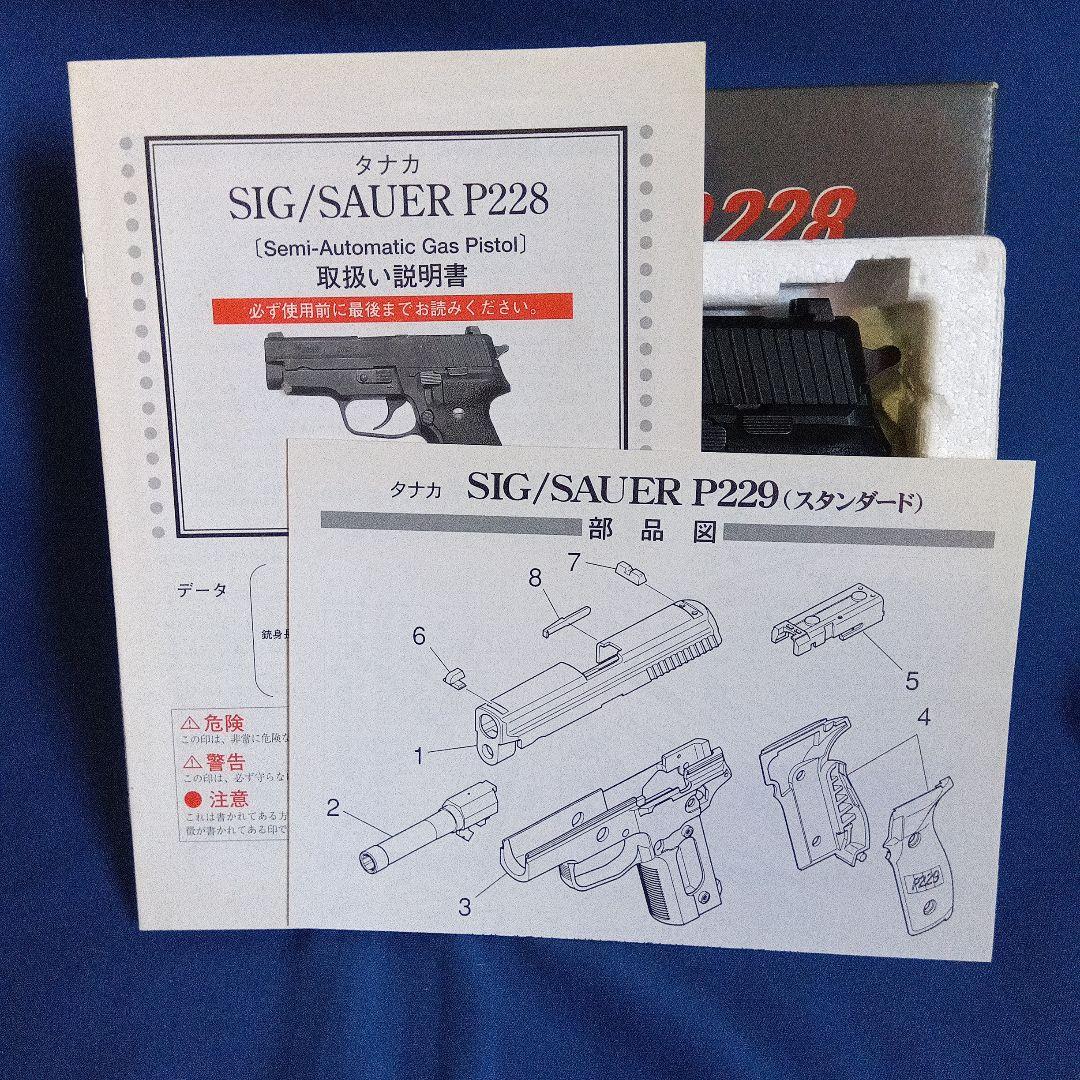 タナカ
SIG/SAUER P228
〔Semi-Automatic Gas Pistol〕
取扱い説明書
必ず使用前に最後までお読みください。
228
タナカ SIG/SAUER P229(スタンダード)
部品図
7
8
6
5
4
1
2
3
P229
データ
銃身長
⚠危険
この印は、非常に危険な
⚠警告
この印は、必ず守らな
●注意
これは書かれてある方
徴が書かれてある印で